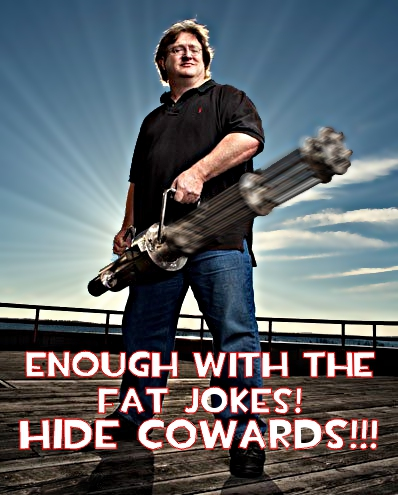 ENOUGH WITH THE
FAT JOKES!
HIDE COWARDS!!!